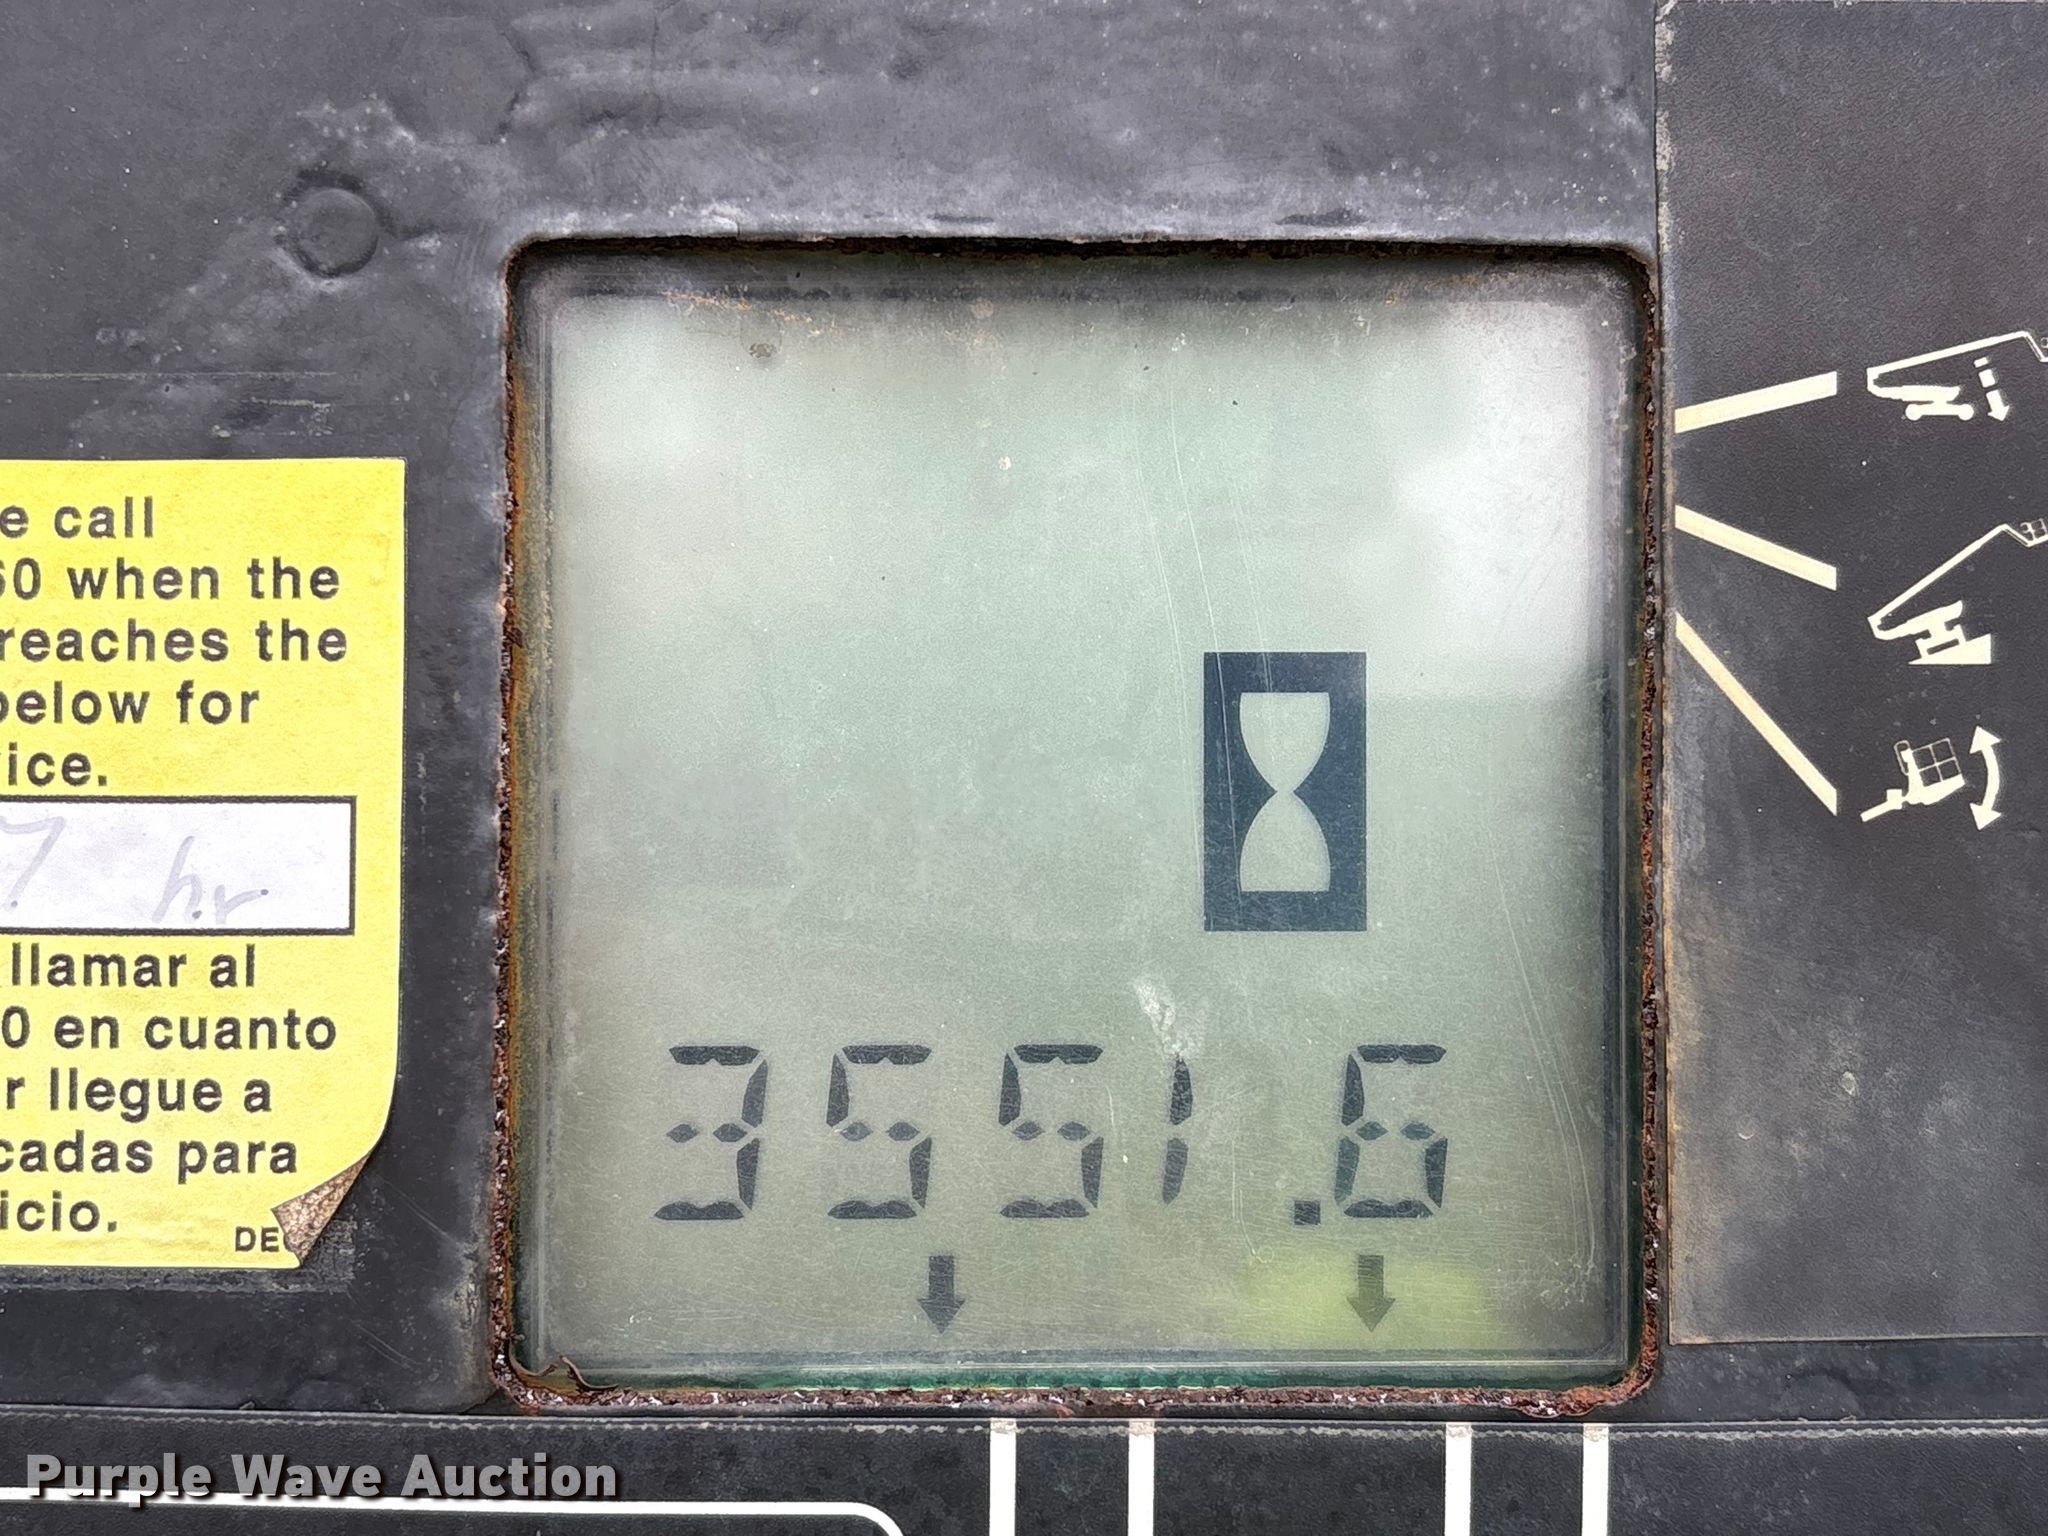 e call
60 when the
reaches the
below for
ice.
7 hr
llamar al
0 en cuanto
r llegue a
cadas para
icio.
DE
3551.6
Purple Wave Auction